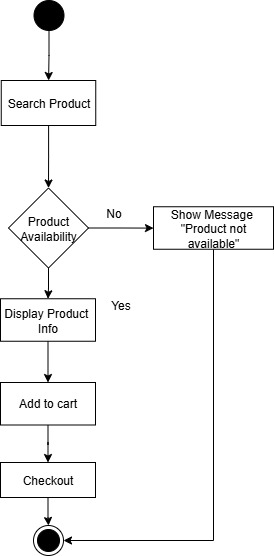 Search Product
Product
Availability
No
Show Message
"Product not
available"
Yes
Display Product
Info
Add to cart
Checkout